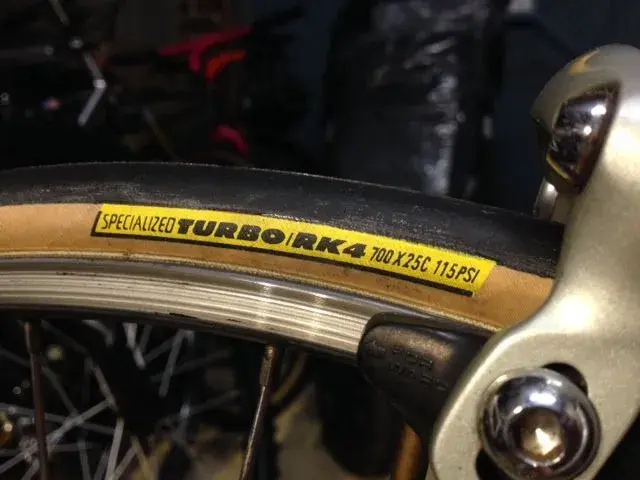 SPECIALIZED TURBO/RK4 700X25C 115PSI